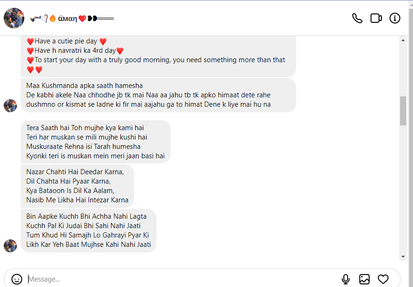 αмαη
❤️Have a cutie pie day ❤️
❤️Have h navratri ka 4rd day❤️
❤️To start your day with a truly good morning, you need something more than that
❤️❤️
Maa Kushmanda apka saath hamesha
De kabhi akele Naa chhodhe jb tk mai Naa aa jahu tb tk apko himaat dete rahe
dushmno or kismat se ladne ki fir mai aajahu ga to himat Dene k liye mai hu na
Tera Saath hai Toh mujhe kya kami hai
Teri har muskan se mili mujhe kushi hai
Muskuraate Rehna isi Tarah humesha
Kyonki teri is muskan mein meri jaan basi hai
Nazar Chahti Hai Deedar Karna,
Dil Chahta Hai Pyaar Karna,
Kya Bataoon Is Dil Ka Aalam,
Nasib Me Likha Hai Intezar Karna
Bin Aapke Kuchh Bhi Achha Nahi Lagta
Kuchh Pal Ki Judai Bhi Sahi Nahi Jaati
Tum Khud Hi Samajh Lo Gahrayi Pyar Ki
Likh Kar Yeh Baat Mujhse Kahi Nahi Jaati
Message...